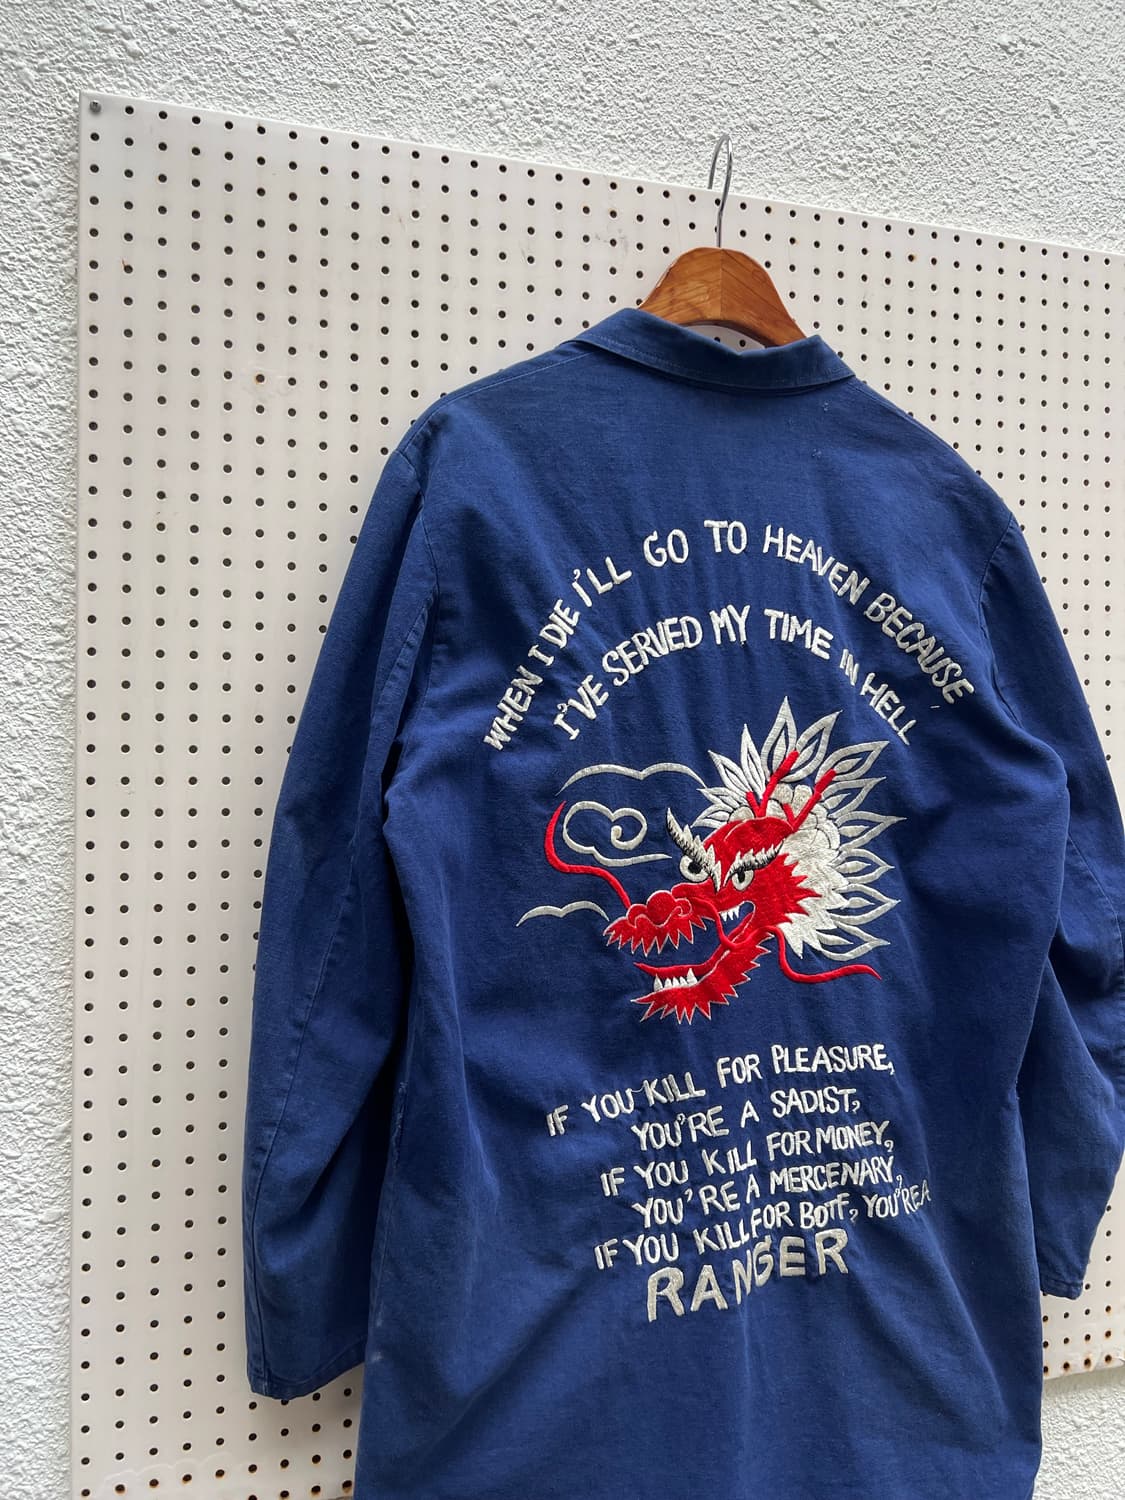 WHEN I DIE I'LL GO TO HEAVEN BECAUSE
I'VE SERVED MY TIME IN HELL
IF YOU KILL FOR PLEASURE,
YOU'RE A SADIST,
IF YOU KILL FOR MONEY,
YOU'RE A MERCENARY,
IF YOU KILL FOR BOTF, YOU'RE A
RANGER